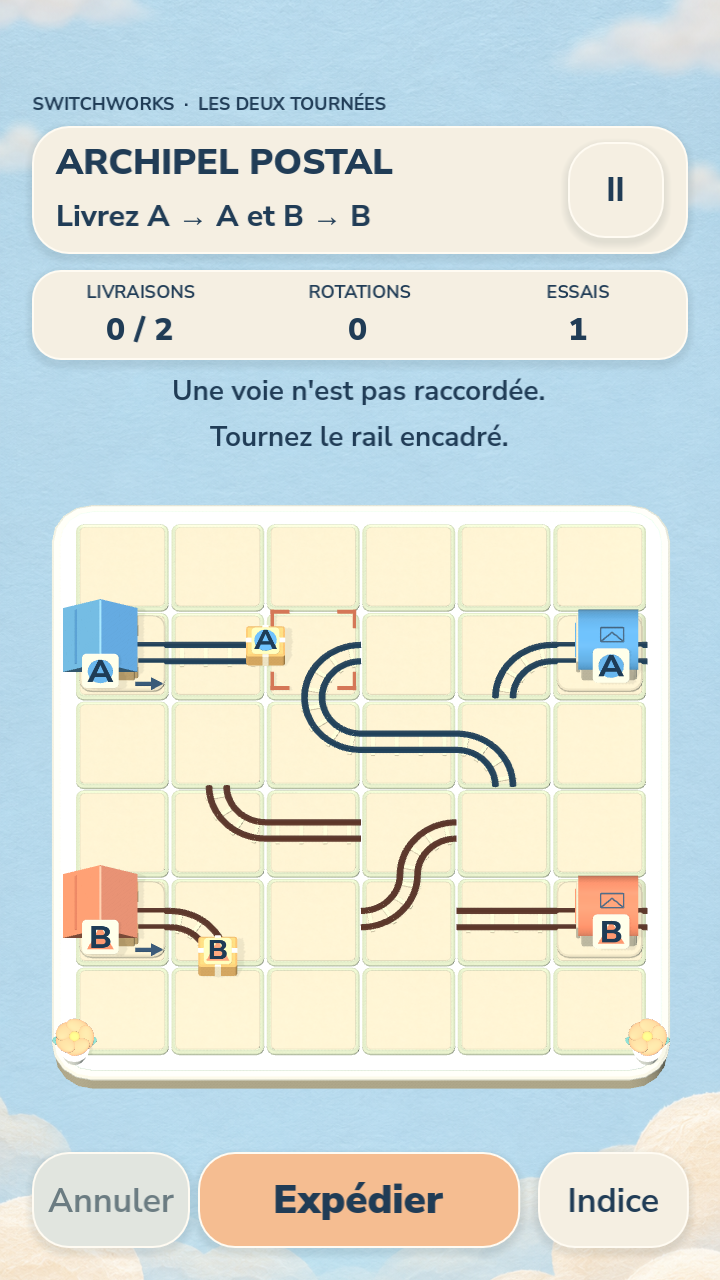 SWITCHWORKS · LES DEUX TOURNÉES
ARCHIPEL POSTAL
Livrez A → A et B → B
LIVRAISONS ROTATIONS ESSAIS
0 / 2 0 1
Une voie n'est pas raccordée.
Tournez le rail encadré.
A
A
A
B
B
B
Annuler Expédier Indice